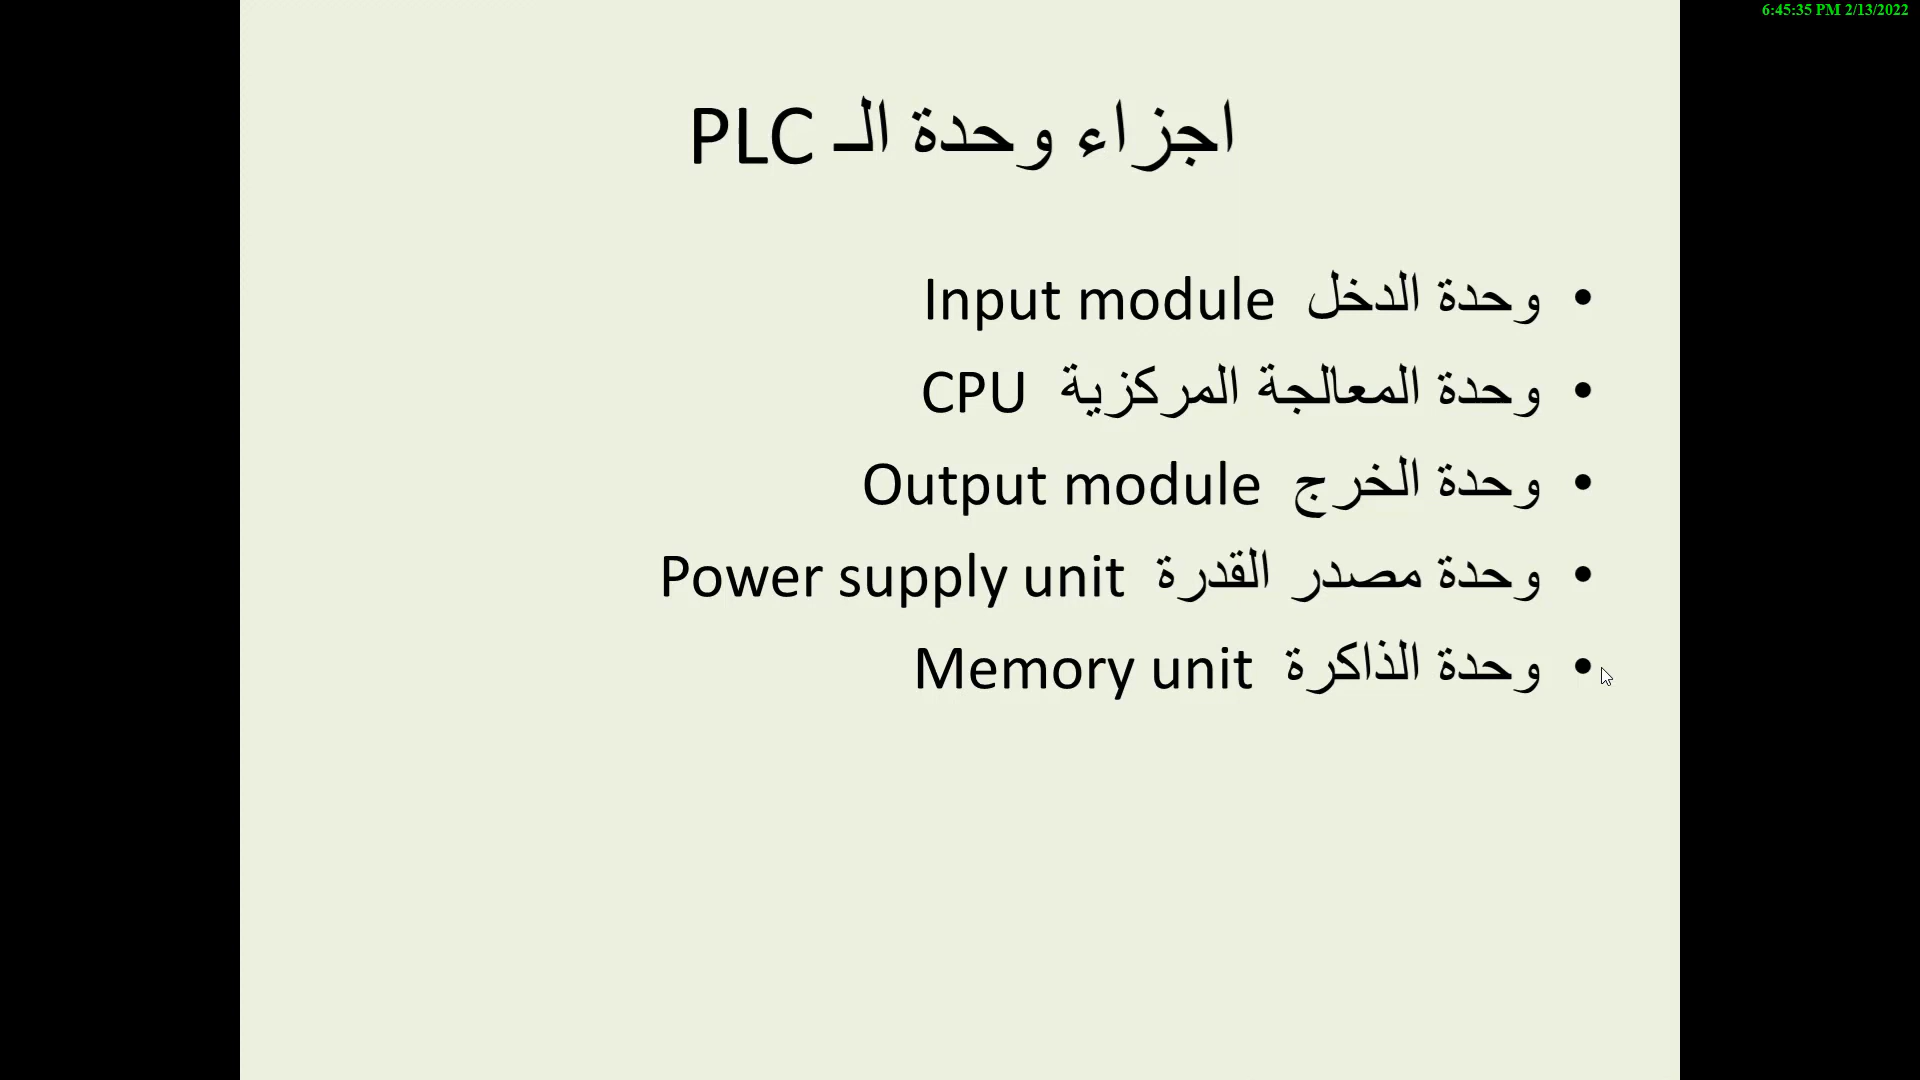 6:45:35 PM 2/13/2022
اجزاء وحدة الـ PLC
• وحدة الدخل Input module
• وحدة المعالجة المركزية CPU
• وحدة الخرج Output module
• وحدة مصدر القدرة Power supply unit
• وحدة الذاكرة Memory unit